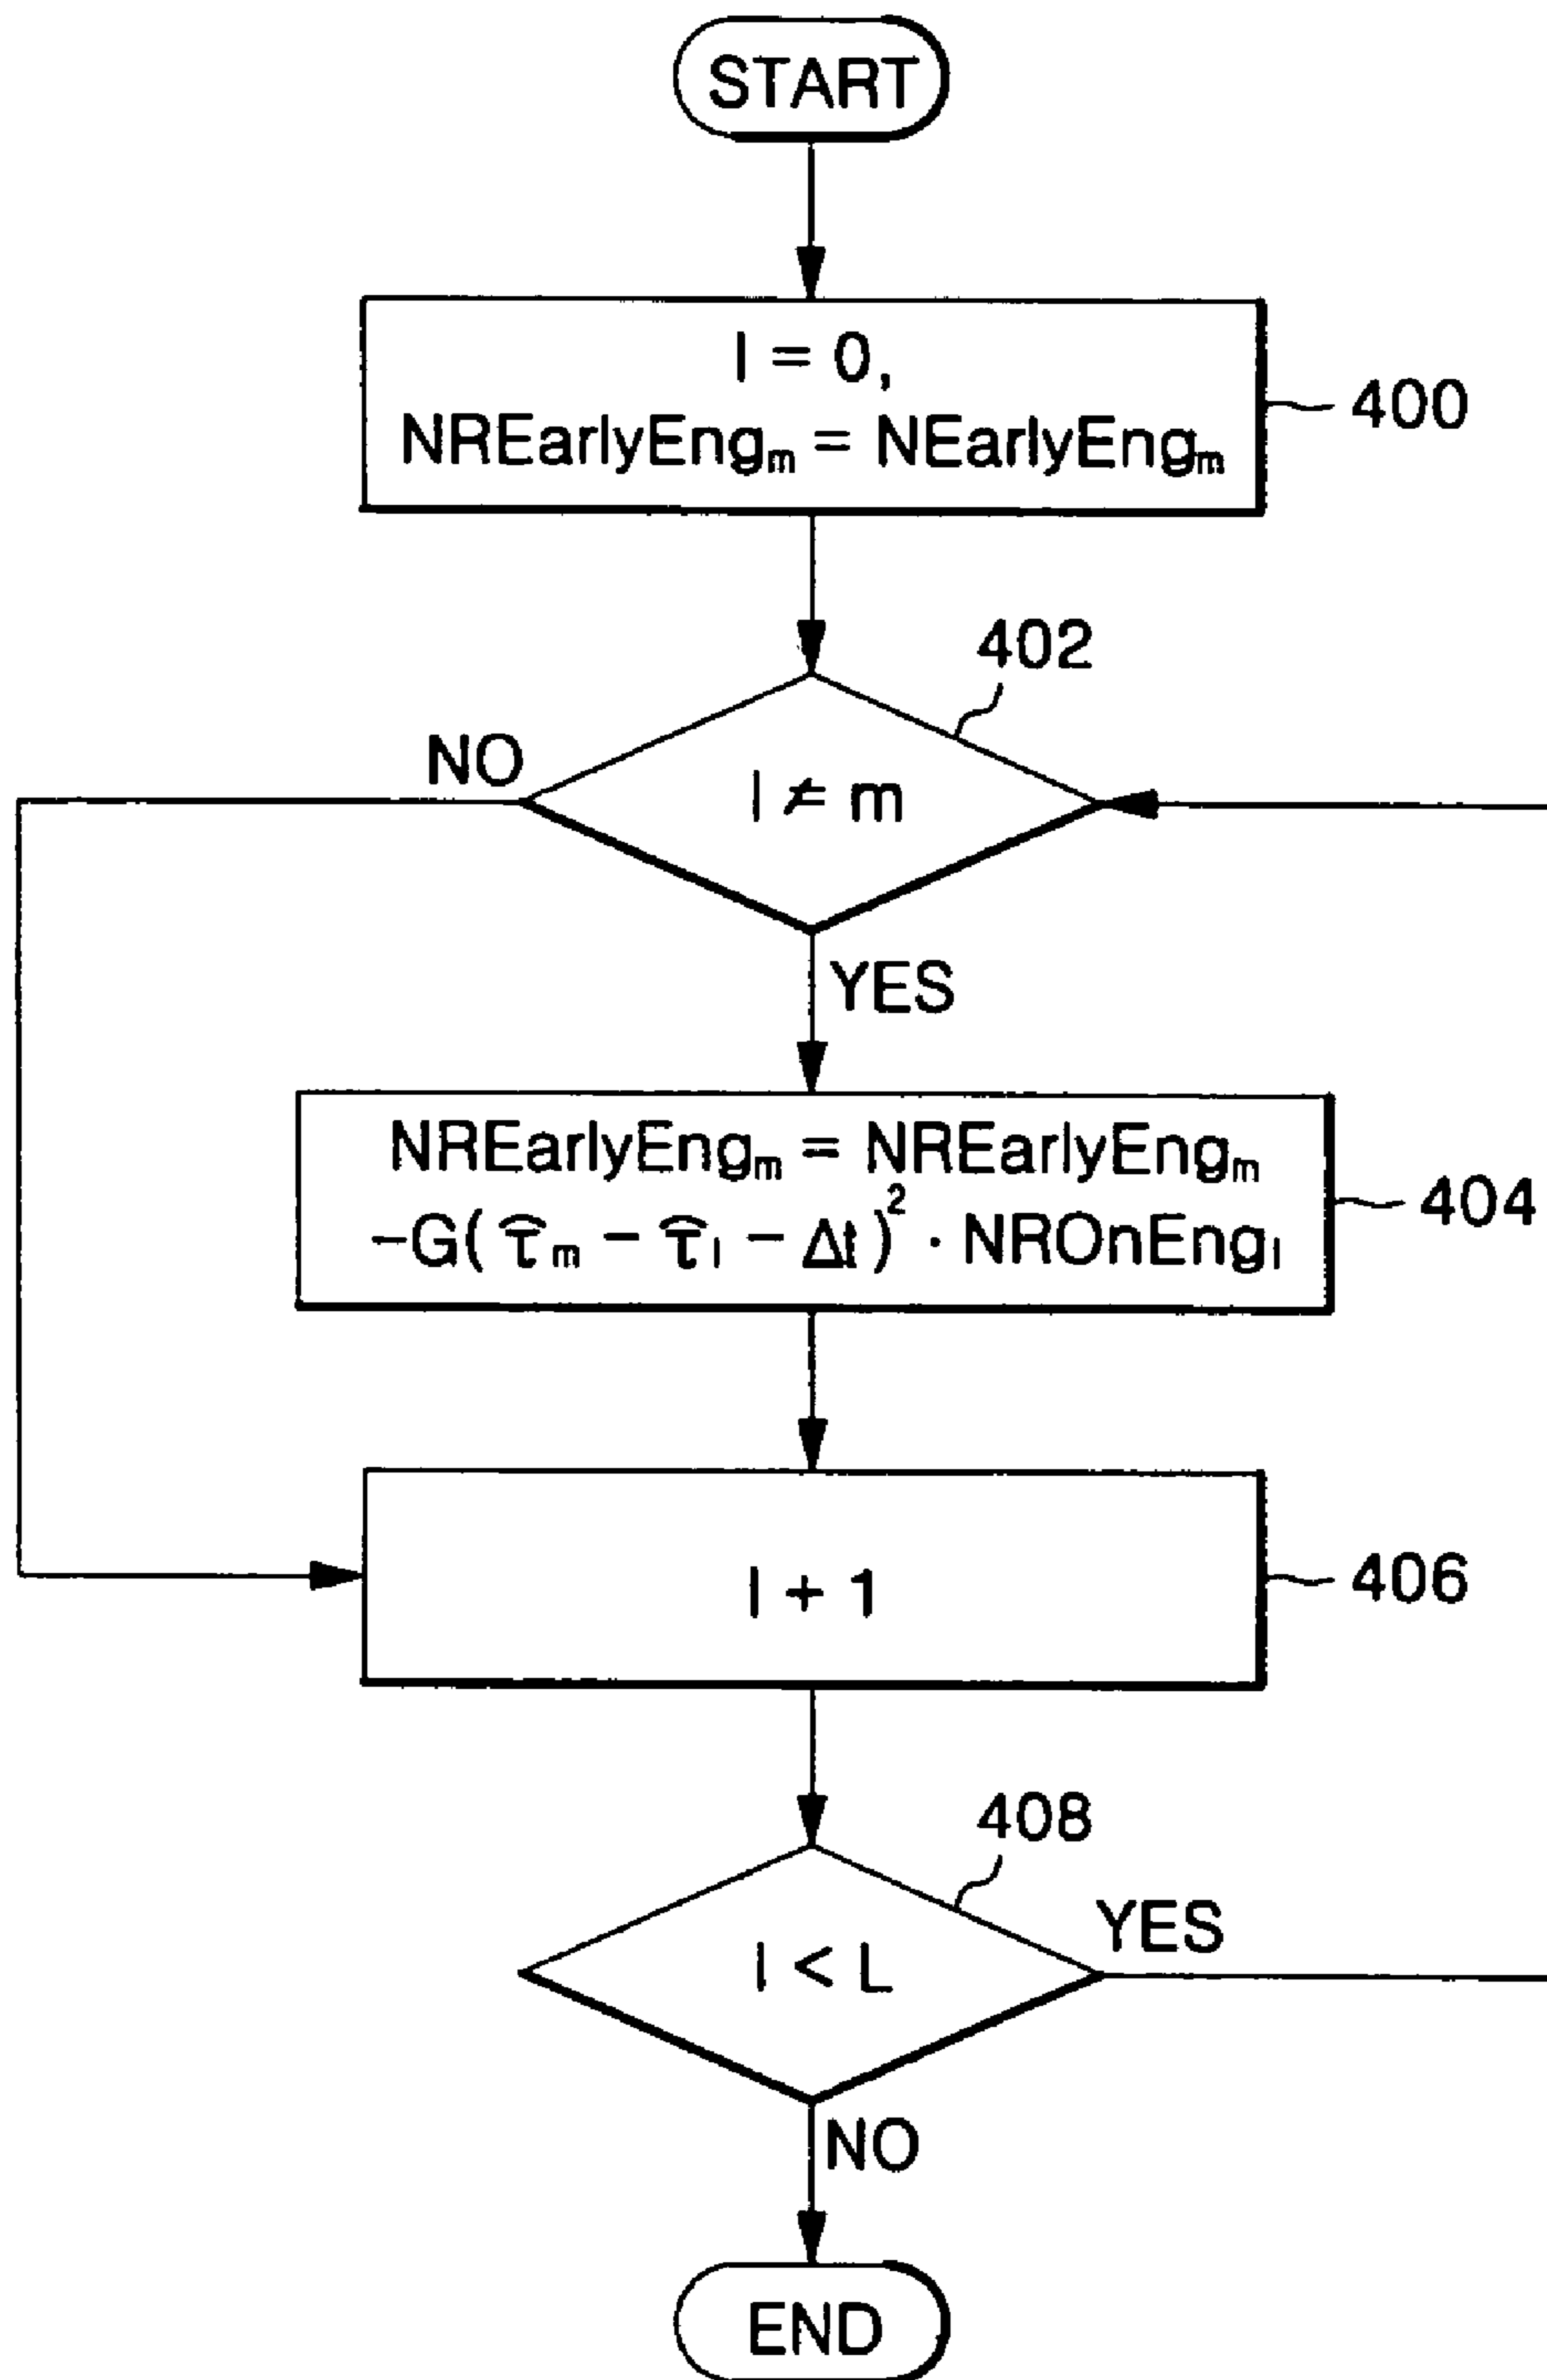 START
l = 0,
NREarlyEngₘ = NEarlyEngₘ
400
402
l ≠ m
NO
YES
NREarlyEngₘ = NREarlyEngₘ
-G(τ̂ₘ - τ̂ₗ - Δt)² · NROnEngₗ
404
l + 1
406
408
l < L
YES
NO
END